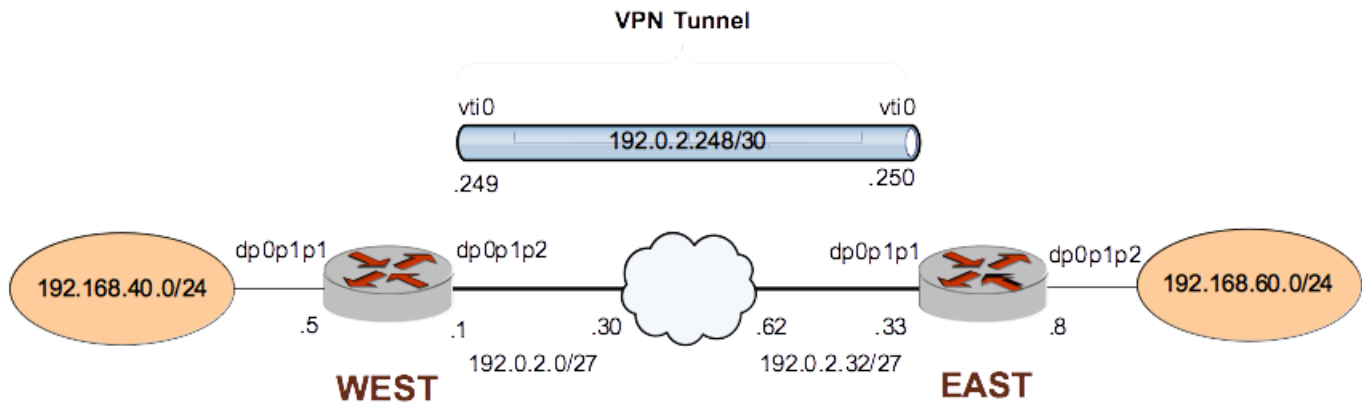 VPN Tunnel
vti0 vti0
192.0.2.248/30
.249 .250
dp0p1p1 dp0p1p2 dp0p1p1 dp0p1p2
192.168.40.0/24 192.168.60.0/24
.5 .1 .30 .62 .33 .8
192.0.2.0/27 192.0.2.32/27
WEST EAST